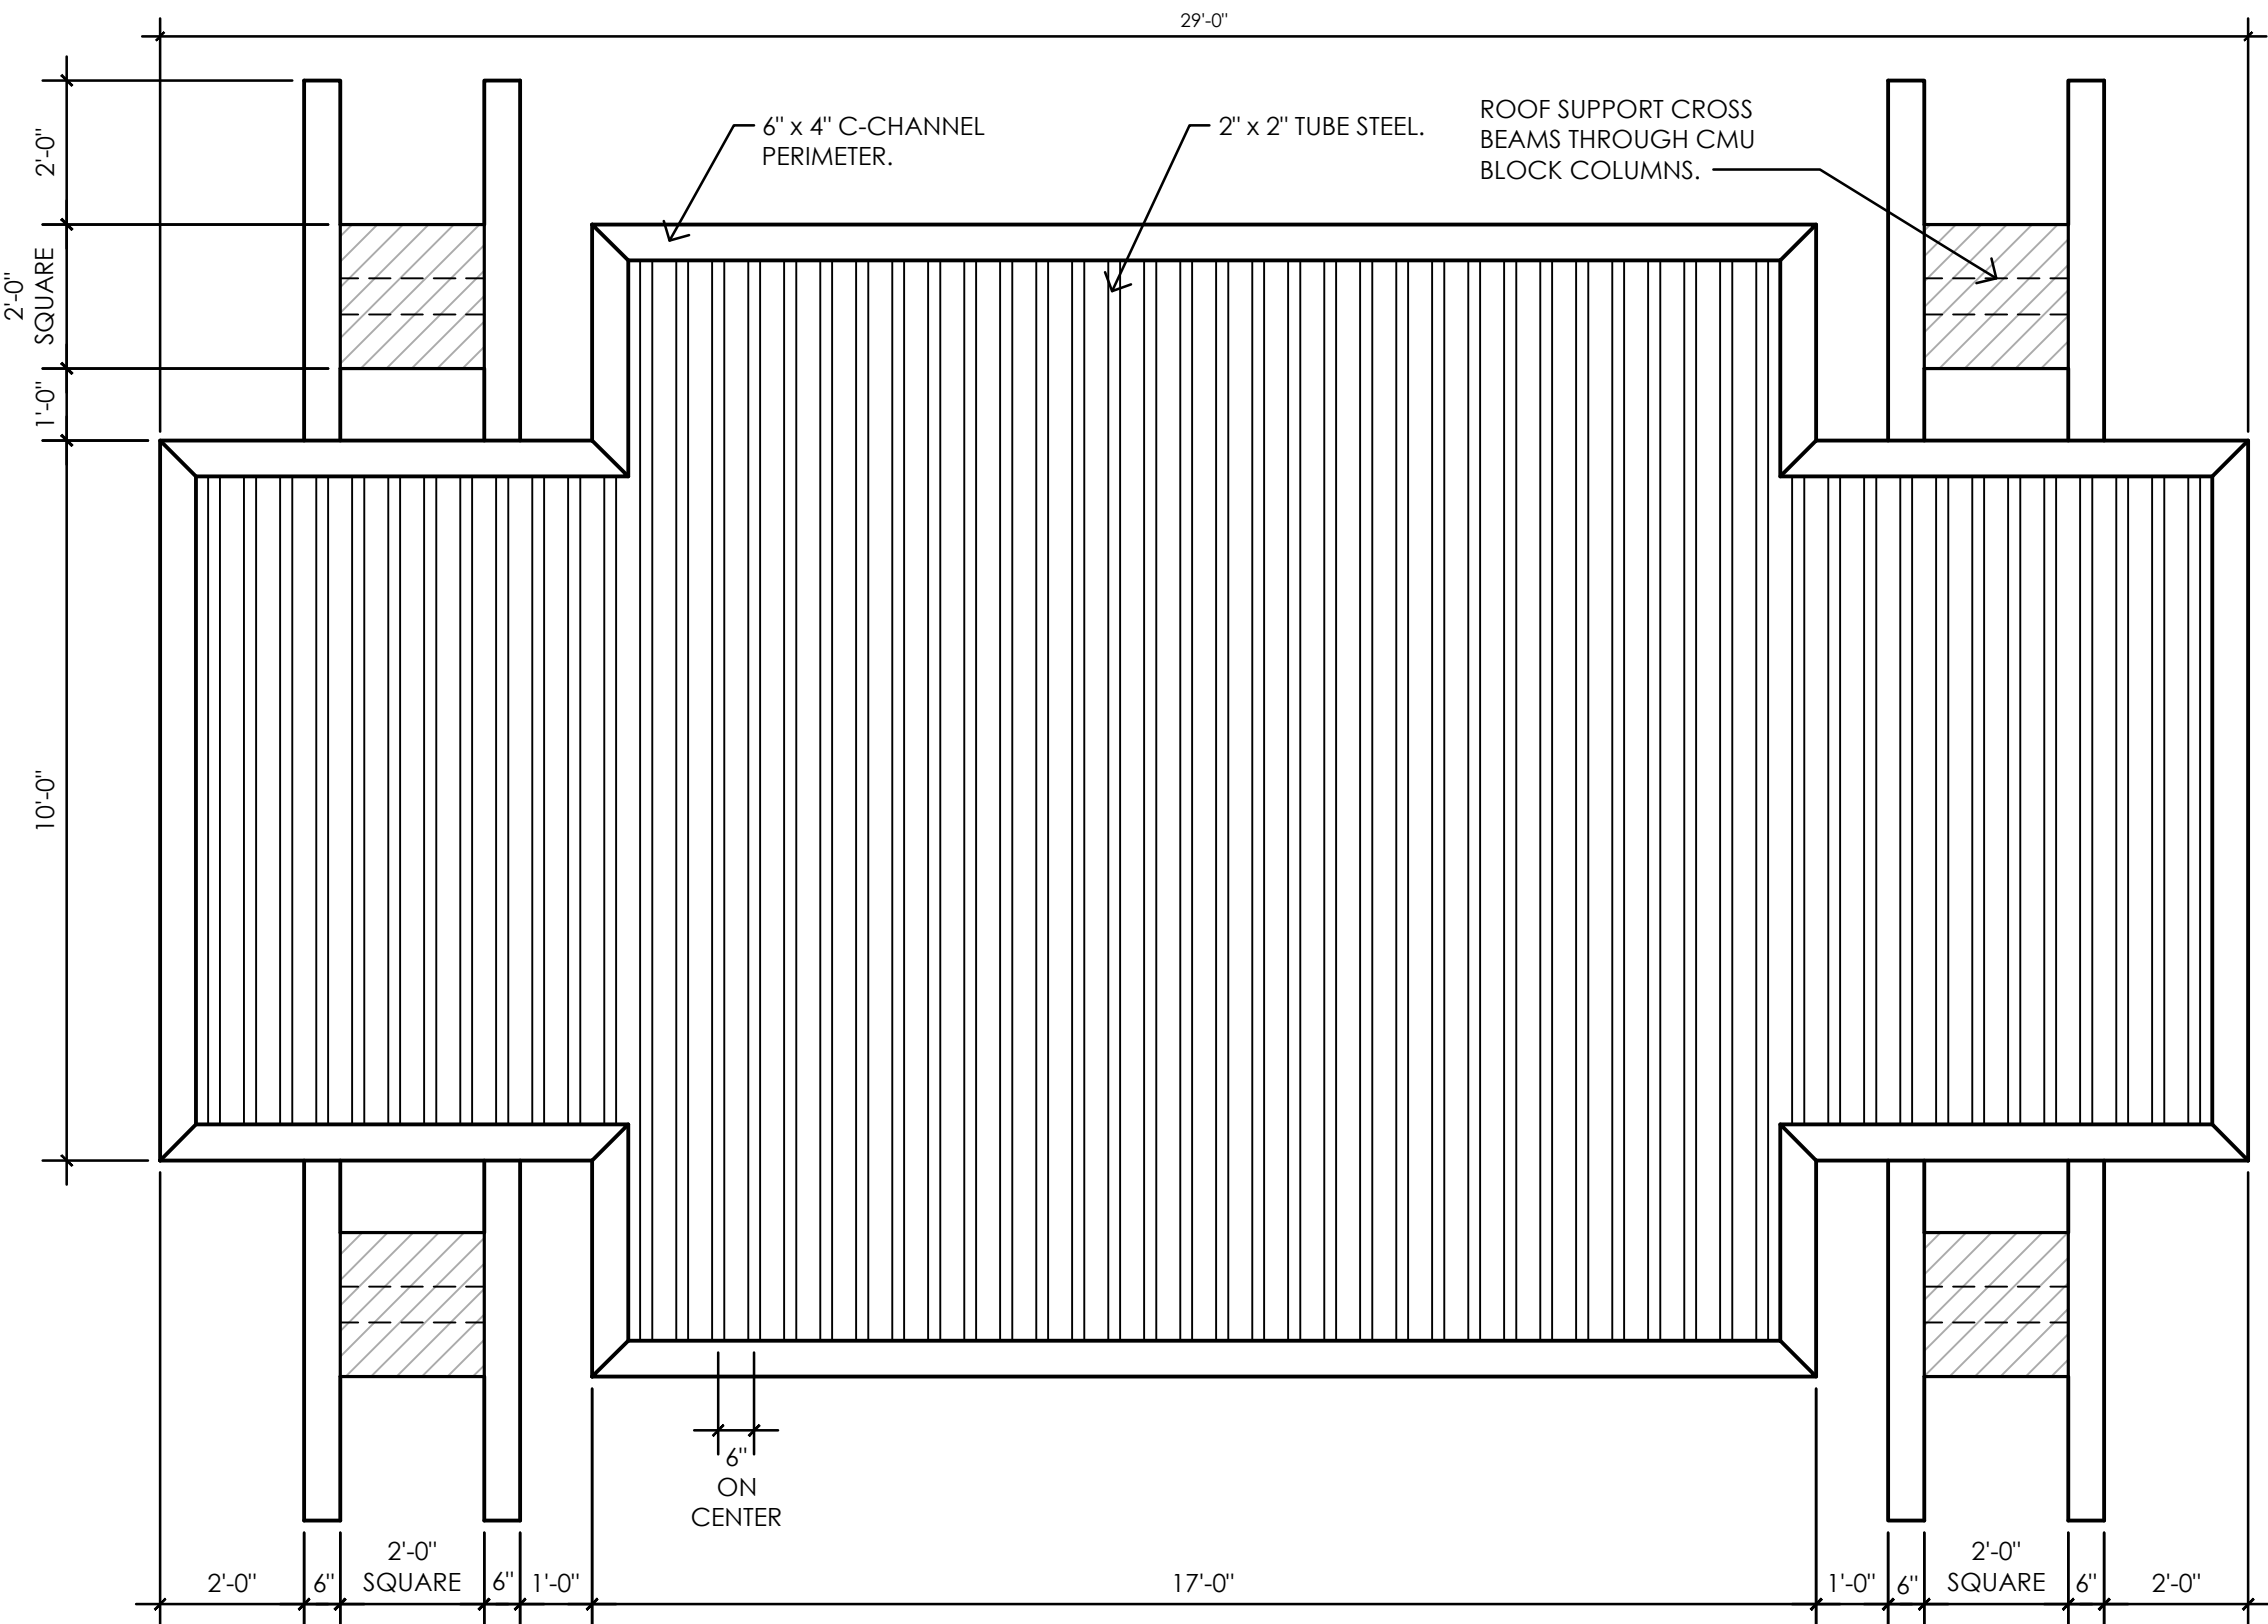 29'-0"
6" x 4" C-CHANNEL
PERIMETER.
2" x 2" TUBE STEEL.
ROOF SUPPORT CROSS
BEAMS THROUGH CMU
BLOCK COLUMNS.
2'-0"
2'-0"
SQUARE
1'-0"
10'-0"
6"
ON
CENTER
2'-0"
6"
2'-0"
SQUARE
6"
1'-0"
17'-0"
1'-0"
6"
2'-0"
SQUARE
6"
2'-0"